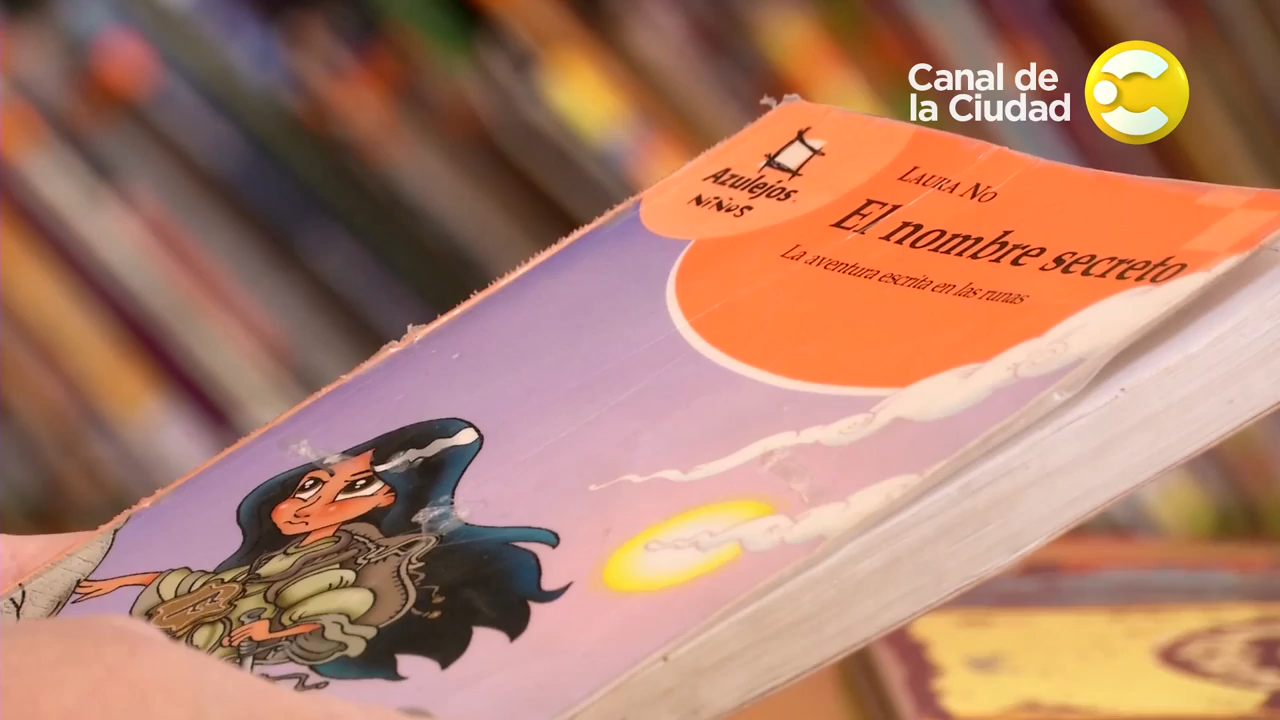 Canal de
la Ciudad
Azulejos
NIÑOS
LAURA NO
El nombre secreto
La aventura escrita en las runas